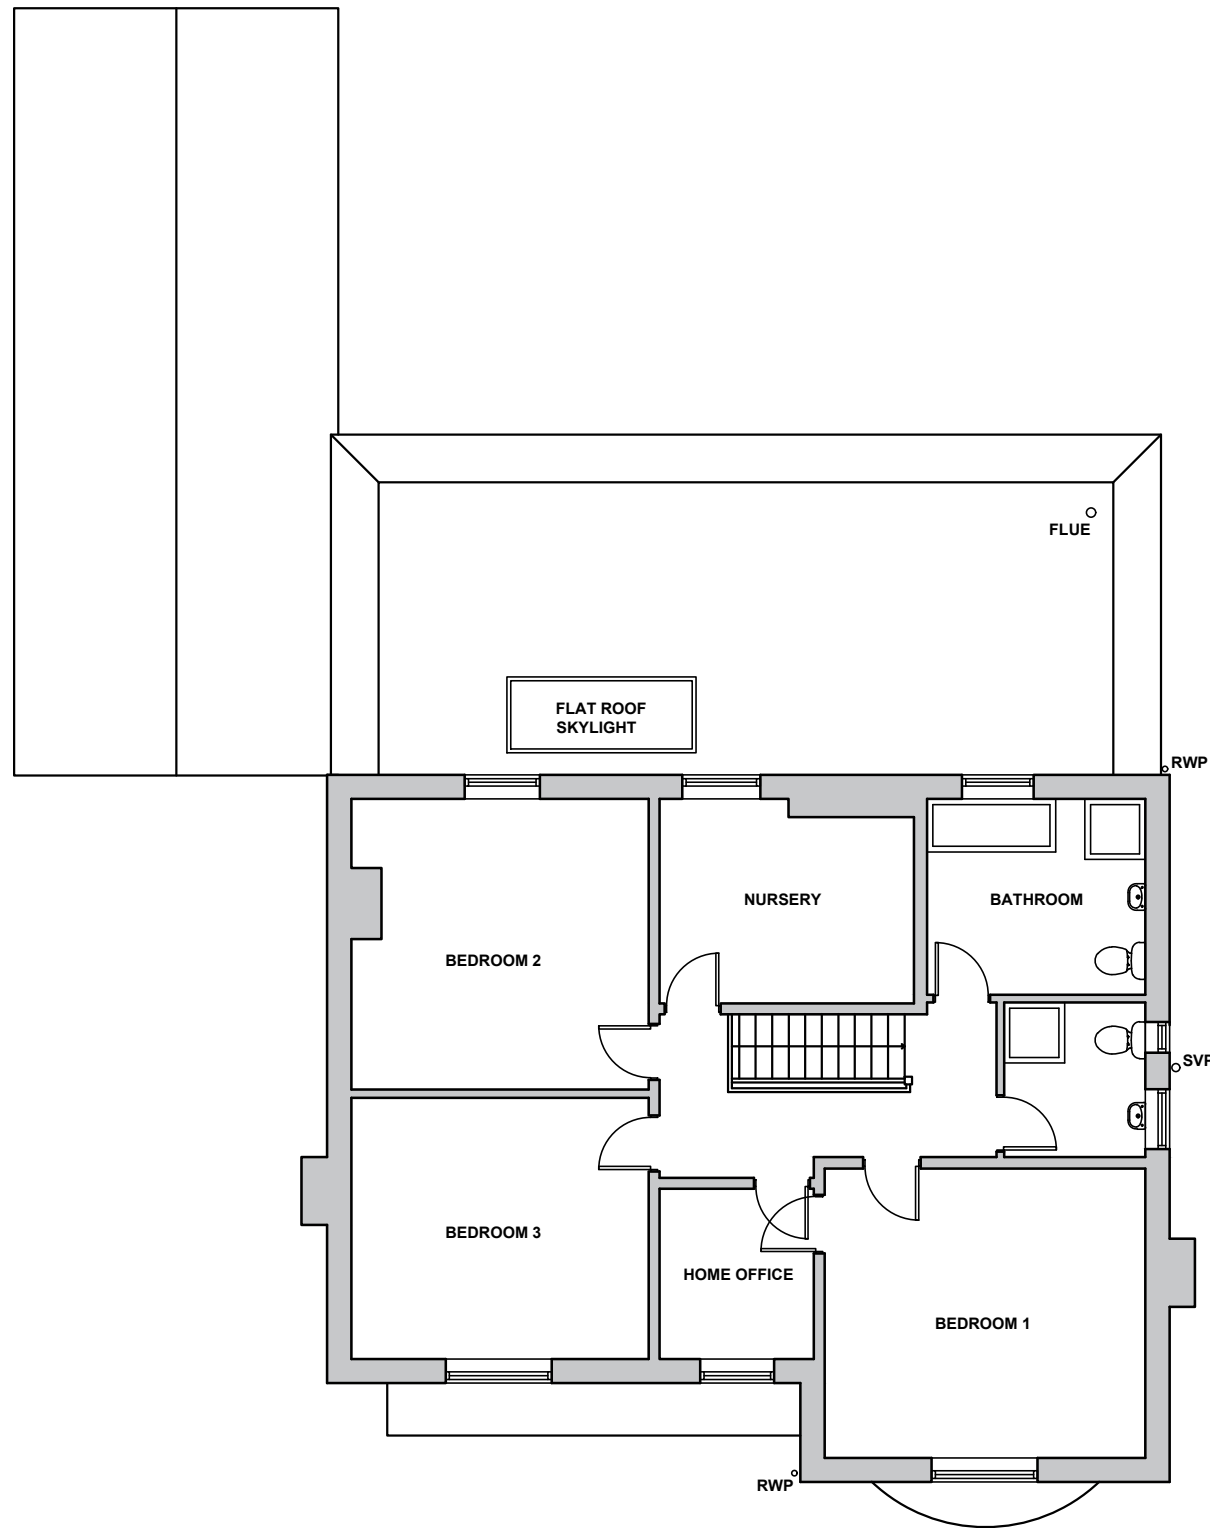 FLUE
FLAT ROOF
SKYLIGHT
RWP
NURSERY
BATHROOM
BEDROOM 2
SVP
BEDROOM 3
HOME OFFICE
BEDROOM 1
RWP